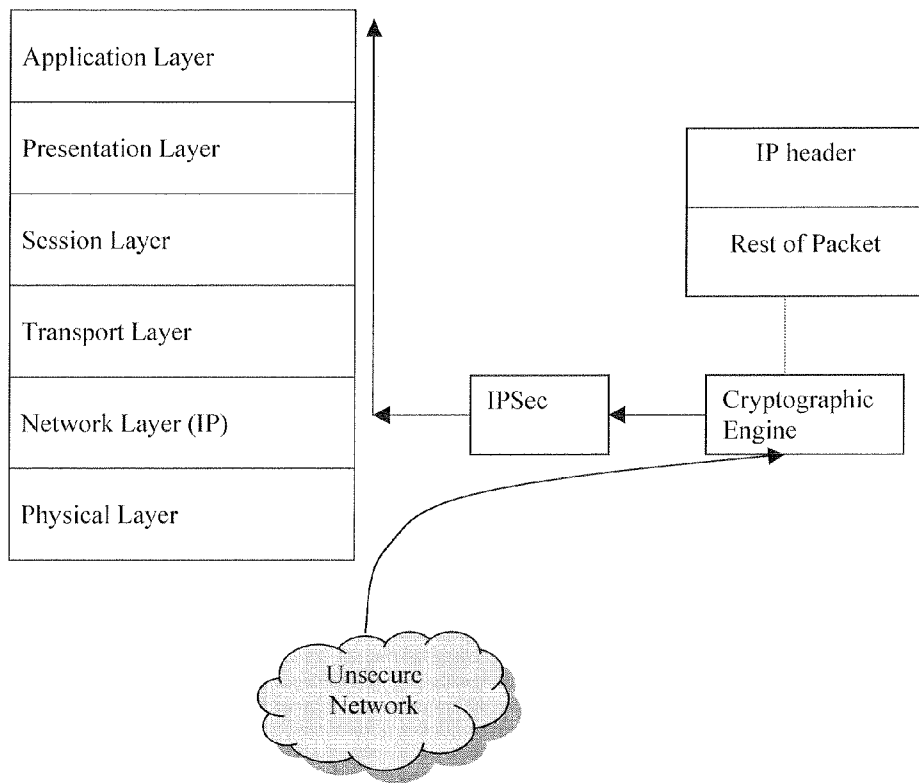 Application Layer
Presentation Layer
Session Layer
Transport Layer
Network Layer (IP)
Physical Layer
IP header
Rest of Packet
IPSec
Cryptographic
Engine
Unsecure
Network